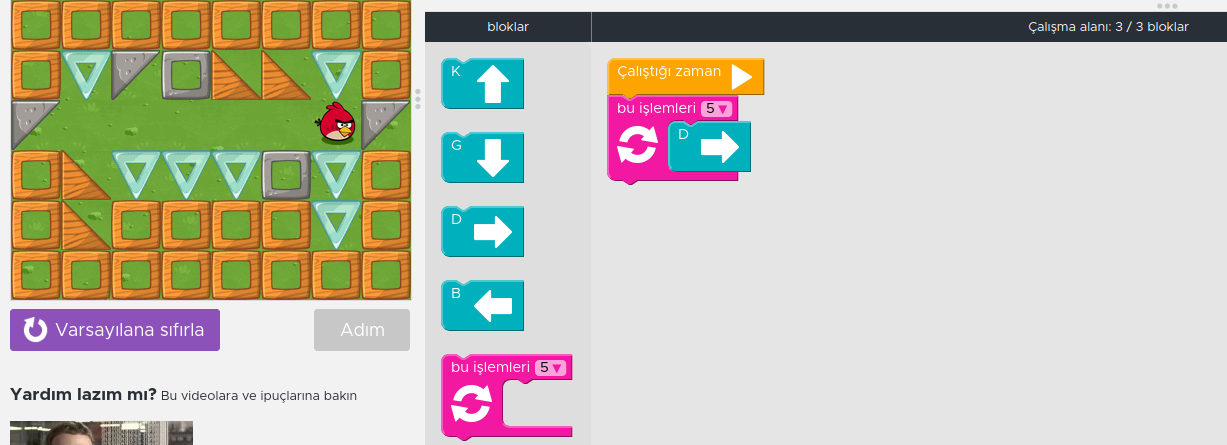 bloklar
Çalışma alanı: 3 / 3 bloklar
K
G
D
B
bu işlemleri 5▼
Çalıştığı zaman
bu işlemleri 5▼
D
Varsayılana sıfırla
Adım
Yardım lazım mı? Bu videolara ve ipuçlarına bakın